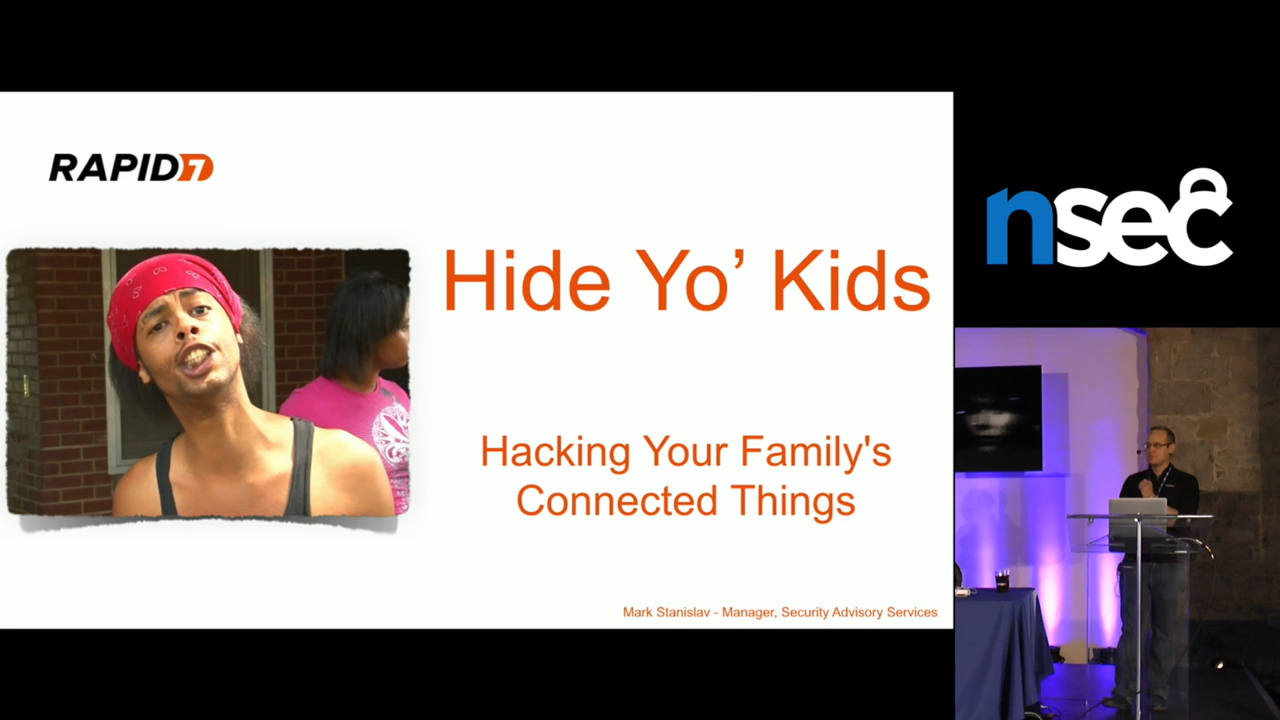 RAPID7
Hide Yo’ Kids
Hacking Your Family's
Connected Things
Mark Stanislav - Manager, Security Advisory Services
nsec